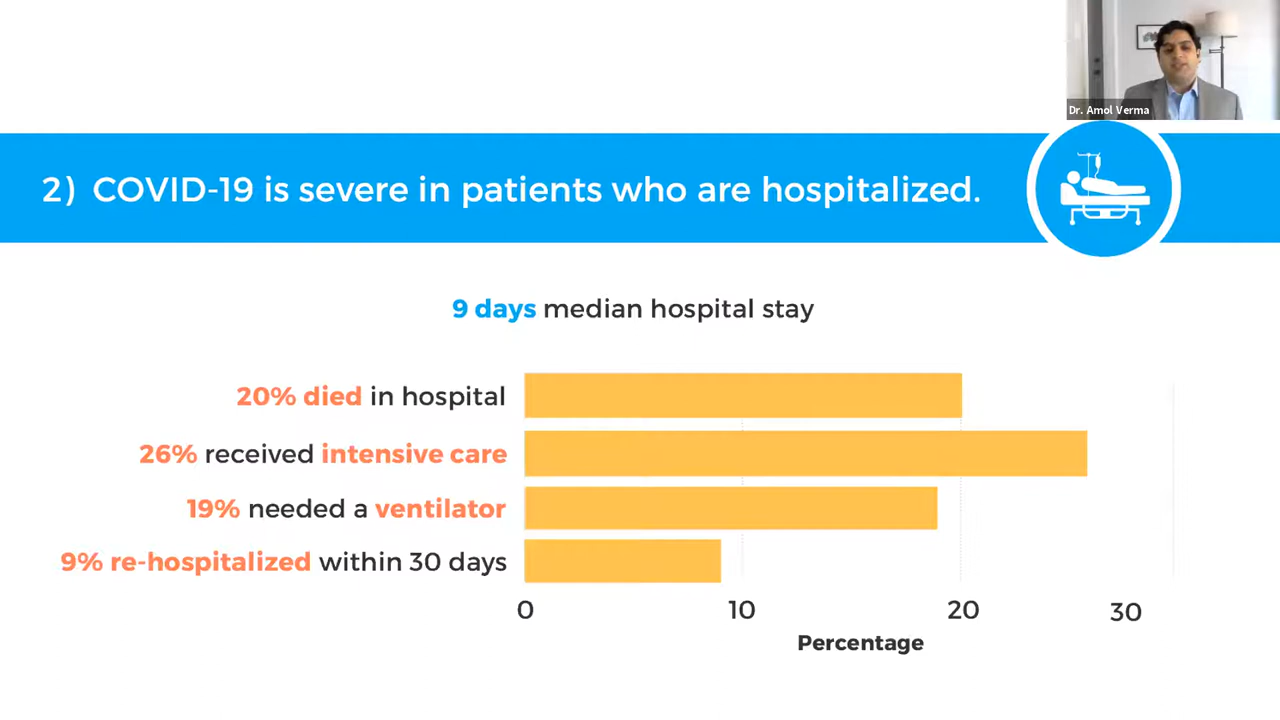 Dr. Amol Verma
2) COVID-19 is severe in patients who are hospitalized.
9 days median hospital stay
20% died in hospital
26% received intensive care
19% needed a ventilator
9% re-hospitalized within 30 days
0 10 20 30
Percentage